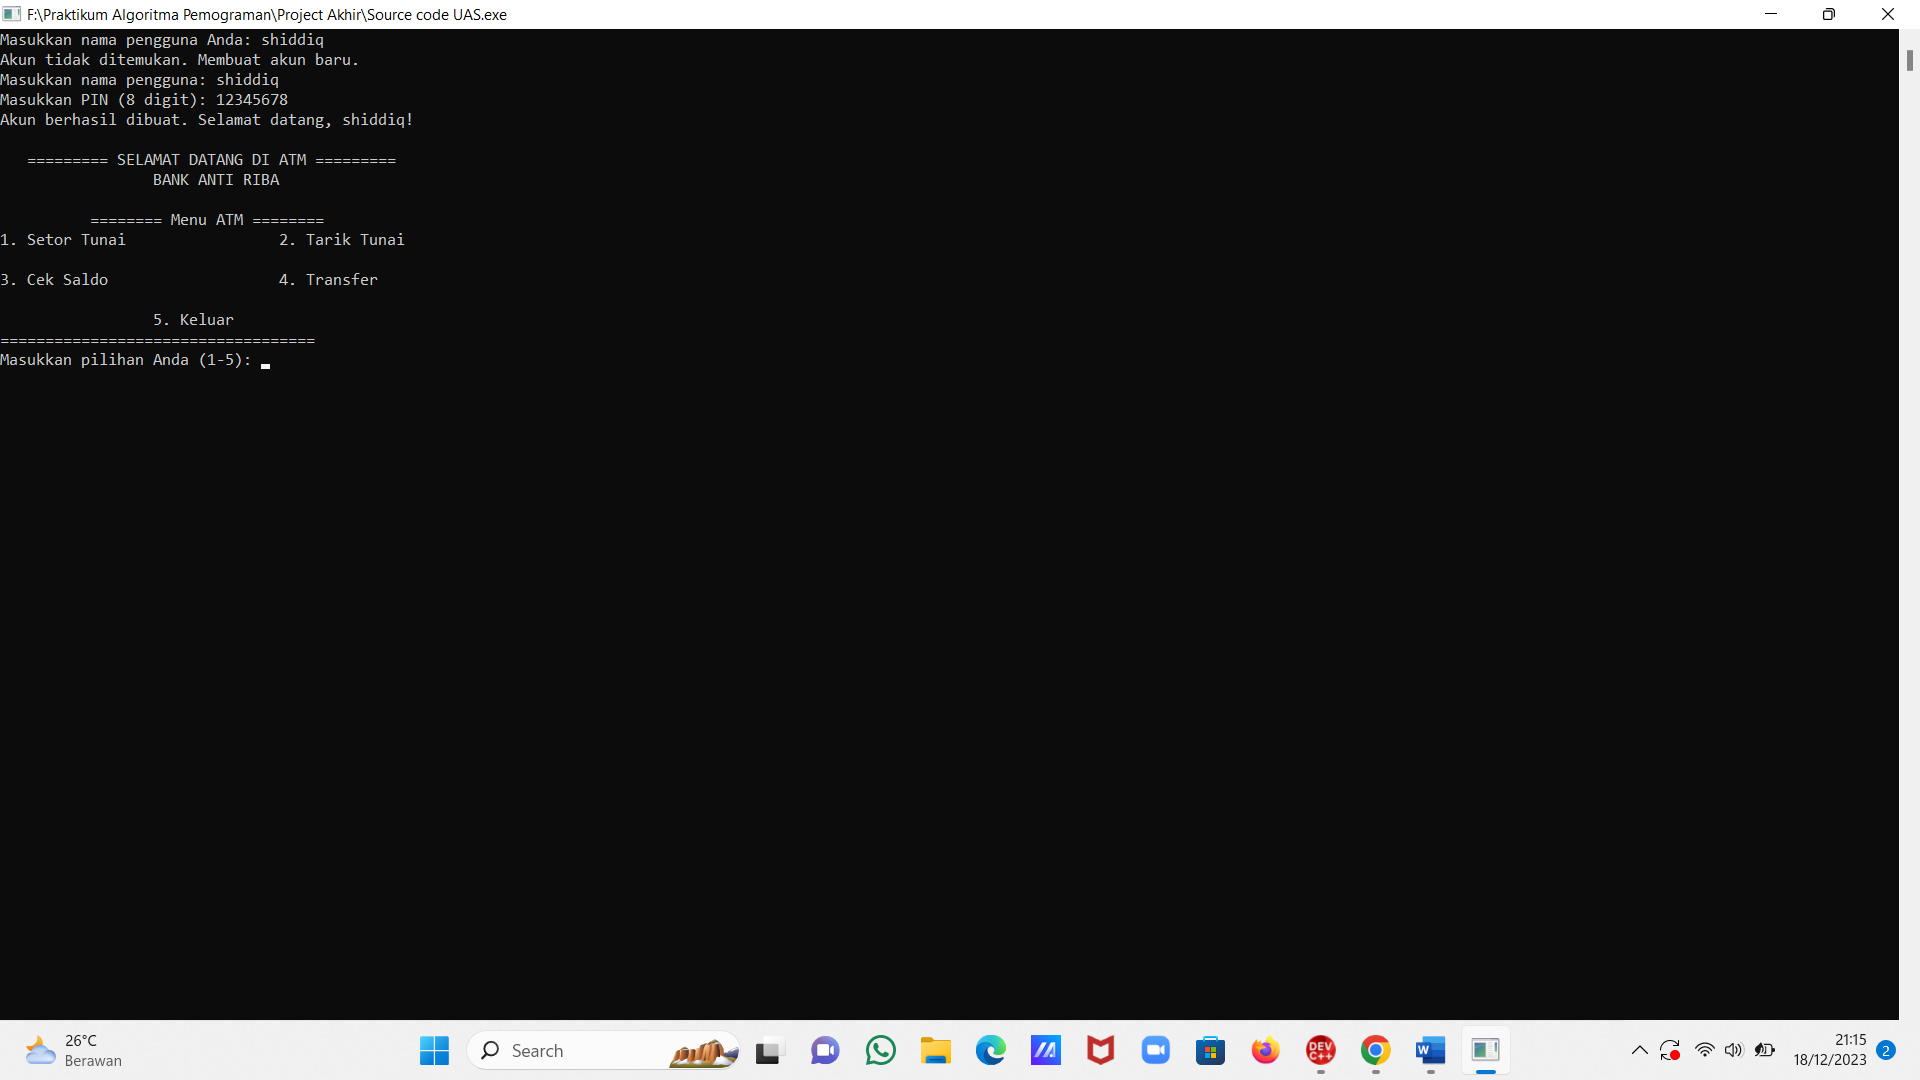 F:\Praktikum Algoritma Pemograman\Project Akhir\Source code UAS.exe
Masukkan nama pengguna Anda: shiddiq
Akun tidak ditemukan. Membuat akun baru.
Masukkan nama pengguna: shiddiq
Masukkan PIN (8 digit): 12345678
Akun berhasil dibuat. Selamat datang, shiddiq!
========= SELAMAT DATANG DI ATM =========
BANK ANTI RIBA
======== Menu ATM ========
1. Setor Tunai 2. Tarik Tunai
3. Cek Saldo 4. Transfer
5. Keluar
===================================
Masukkan pilihan Anda (1-5):
26°C
Berawan
Search
DEV
C++
W
21:15
18/12/2023
2